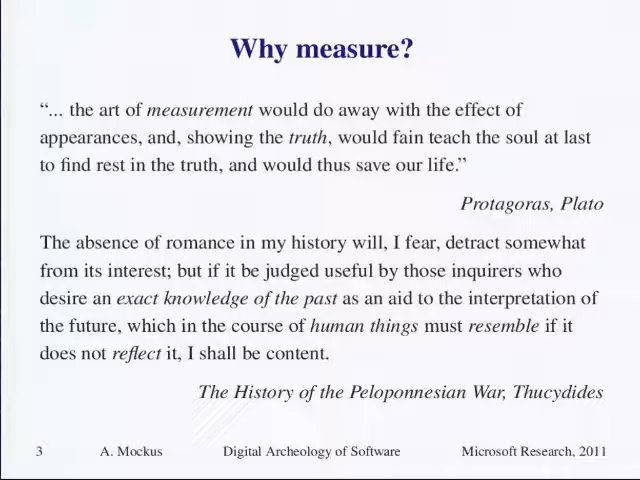 Why measure?
“... the art of measurement would do away with the effect of
appearances, and, showing the truth, would fain teach the soul at last
to find rest in the truth, and would thus save our life.”
Protagoras, Plato
The absence of romance in my history will, I fear, detract somewhat
from its interest; but if it be judged useful by those inquirers who
desire an exact knowledge of the past as an aid to the interpretation of
the future, which in the course of human things must resemble if it
does not reflect it, I shall be content.
The History of the Peloponnesian War, Thucydides
3 A. Mockus Digital Archeology of Software Microsoft Research, 2011